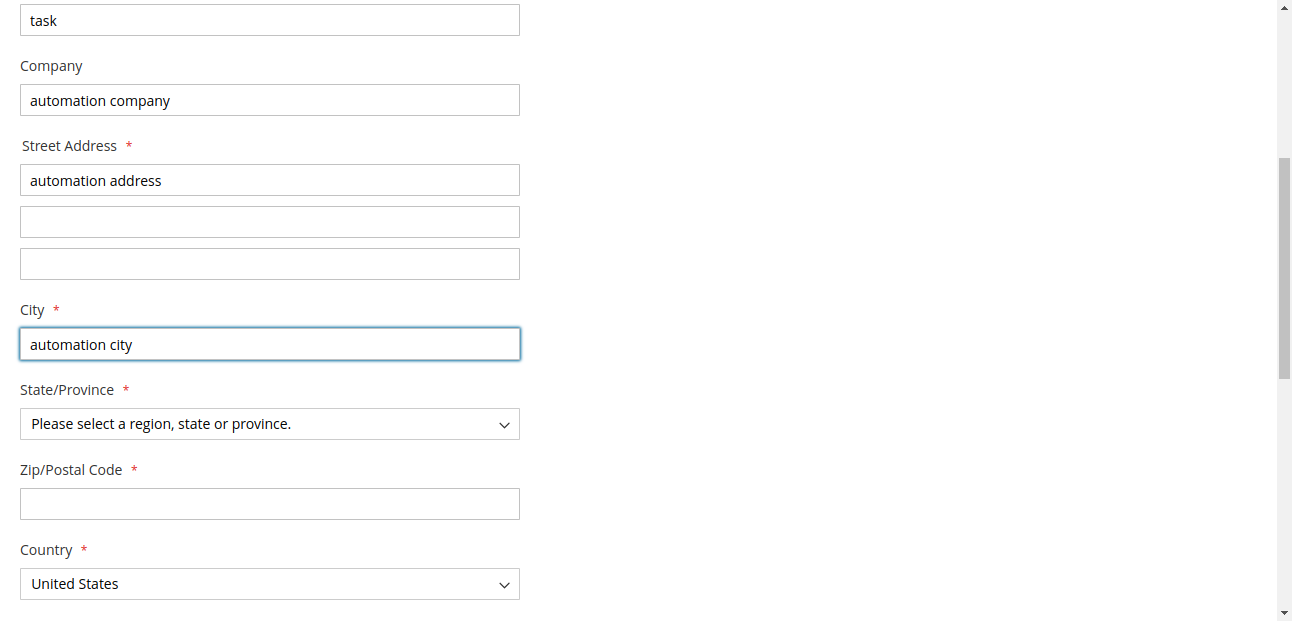 task
Company
automation company
Street Address *
automation address
City *
automation city
State/Province *
Please select a region, state or province.
Zip/Postal Code *
Country *
United States